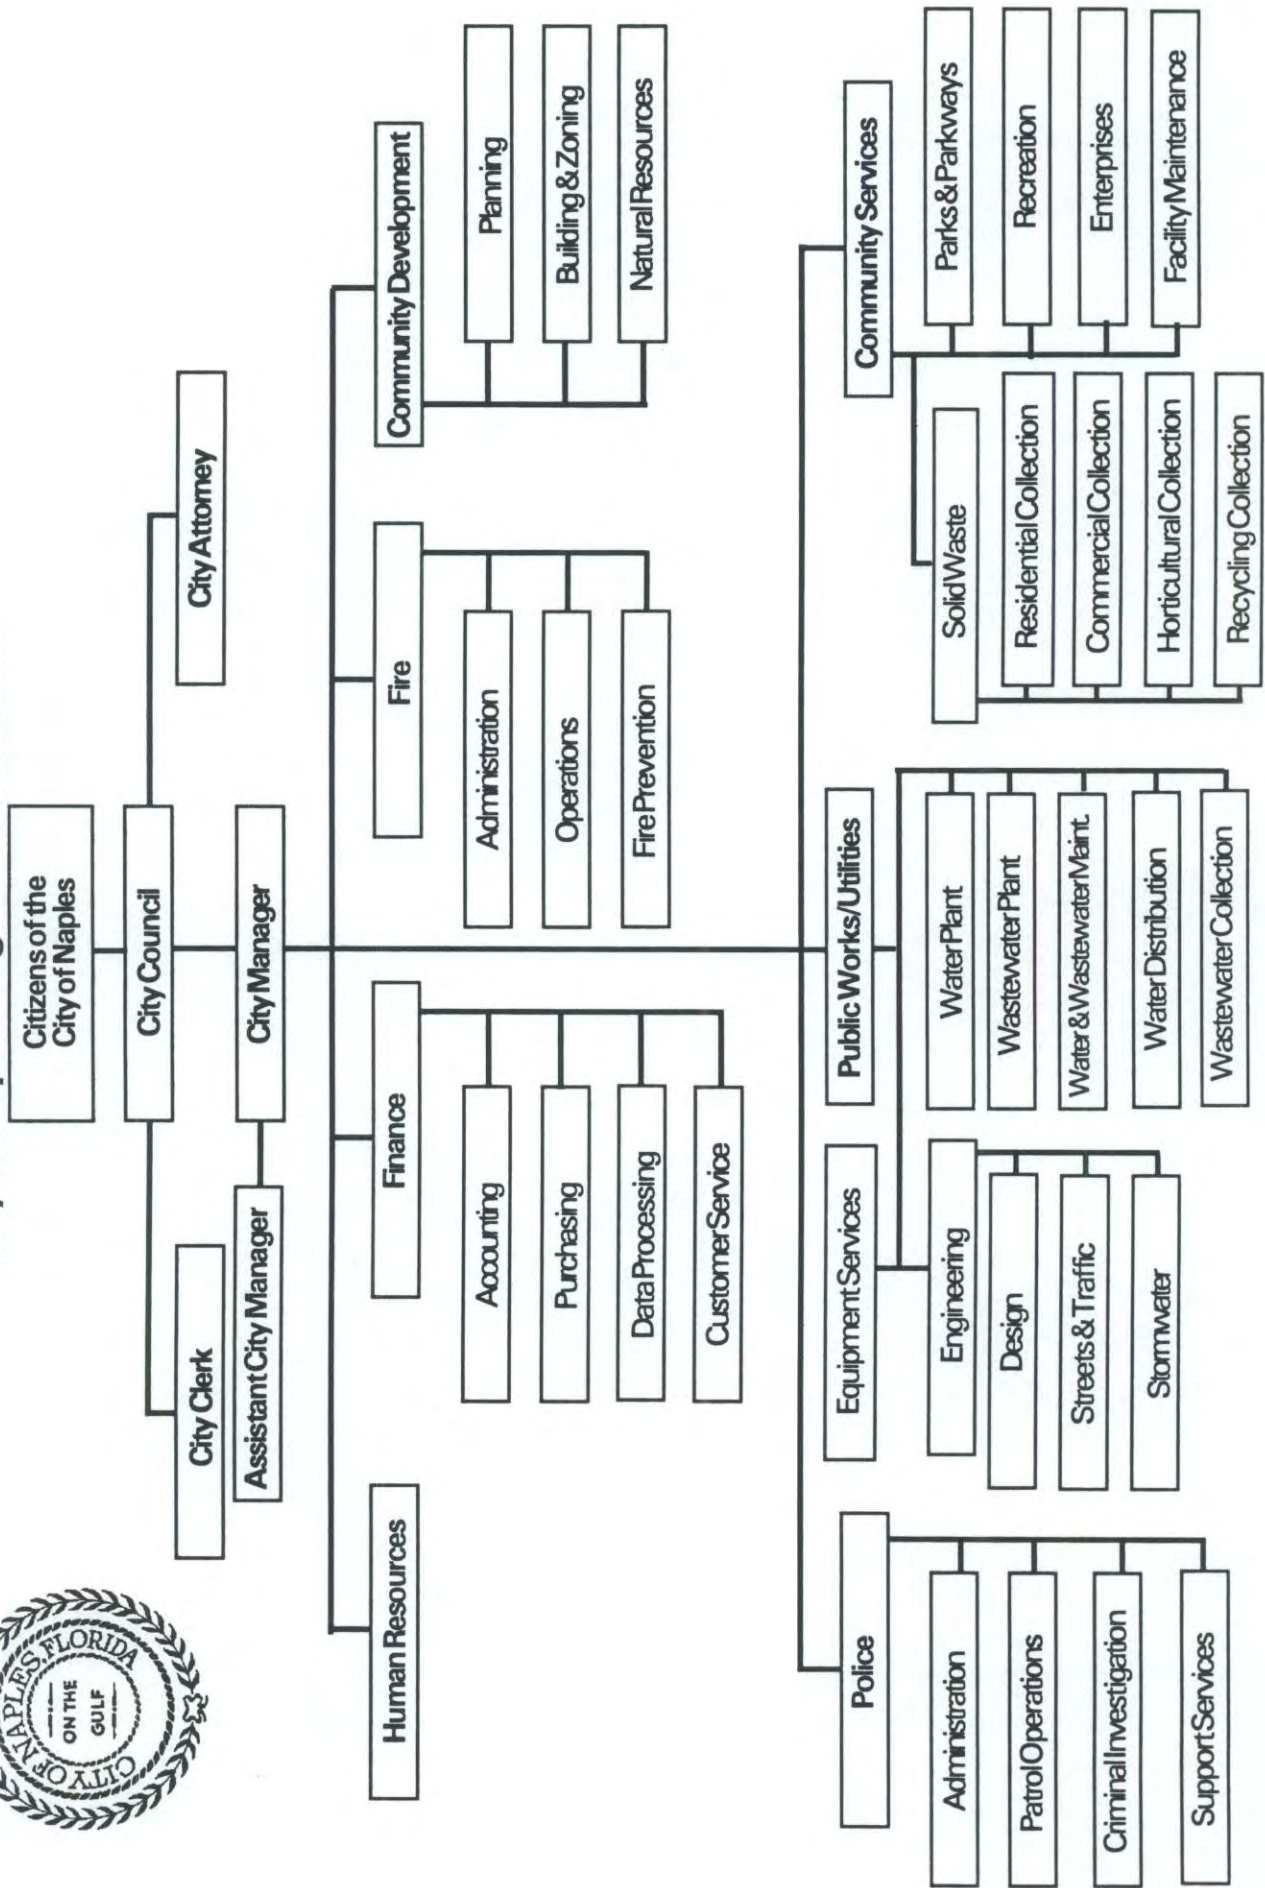 CITY OF NAPLES, FLORIDA
ON THE
GULF
Citizens of the
City of Naples
City Council
City Clerk
City Attorney
Assistant City Manager
City Manager
Human Resources
Finance
Fire
Community Development
Accounting
Purchasing
Data Processing
Customer Service
Administration
Operations
Fire Prevention
Planning
Building & Zoning
Natural Resources
Police
Equipment Services
Public Works/Utilities
Community Services
Administration
Patrol Operations
Criminal Investigation
Support Services
Engineering
Design
Streets & Traffic
Stormwater
Water Plant
Wastewater Plant
Water & Wastewater Maint.
Water Distribution
Wastewater Collection
Solid Waste
Residential Collection
Commercial Collection
Horticultural Collection
Recycling Collection
Parks & Parkways
Recreation
Enterprises
Facility Maintenance